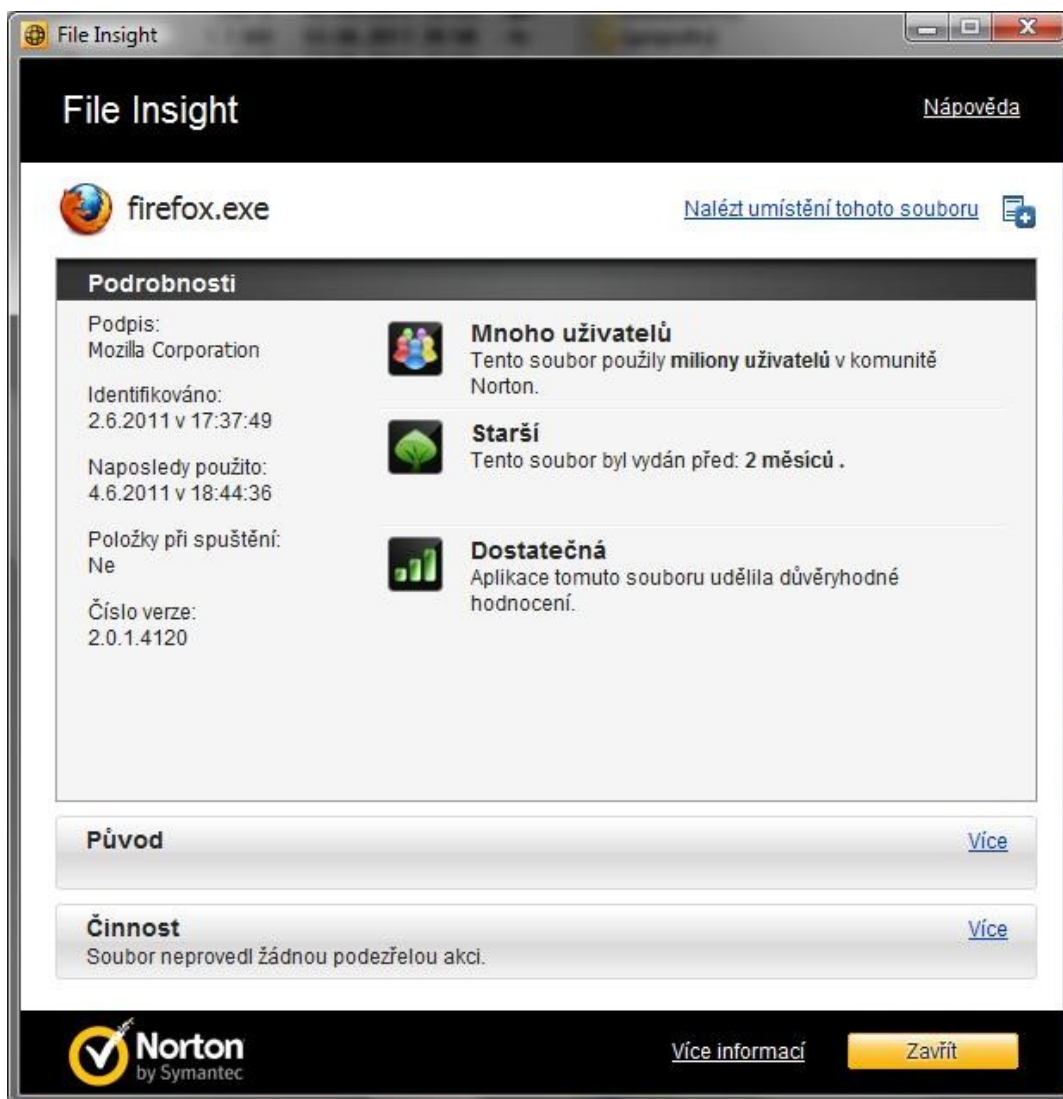 File Insight
File Insight
Nápověda
firefox.exe
Nalézt umístění tohoto souboru
Podrobnosti
Podpis:
Mozilla Corporation
Identifikováno:
2.6.2011 v 17:37:49
Naposledy použito:
4.6.2011 v 18:44:36
Položky při spuštění:
Ne
Číslo verze:
2.0.1.4120
Mnoho uživatelů
Tento soubor použily miliony uživatelů v komunitě
Norton.
Starší
Tento soubor byl vydán před: 2 měsíců .
Dostatečná
Aplikace tomuto souboru udělila důvěryhodné
hodnocení.
Původ
Více
Činnost
Více
Soubor neprovedl žádnou podezřelou akci.
Norton
by Symantec
Více informací
Zavřít